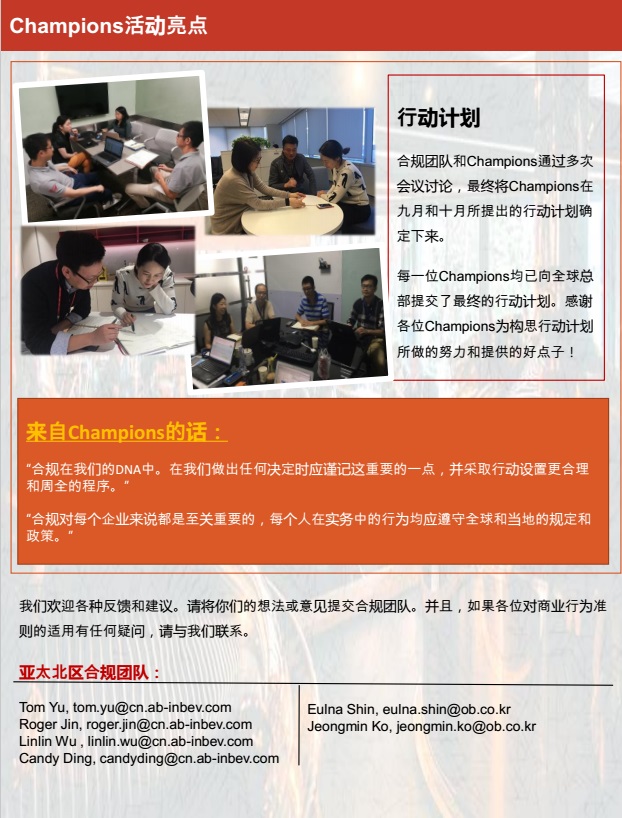 Champions活动亮点
行动计划
合规团队和Champions通过多次
会议讨论，最终将Champions在
九月和十月所提出的行动计划确
定下来。
每一位Champions均已向全球总
部提交了最终的行动计划。感谢
各位Champions为构思行动计划
所做的努力和提供的好点子！
来自Champions的话：
“合规在我们的DNA中。在我们做出任何决定时应谨记这重要的一点，并采取行动设置更合理
和周全的程序。”
“合规对每个企业来说都是至关重要的，每个人在实务中的行为均应遵守全球和当地的规定和
政策。”
我们欢迎各种反馈和建议。请将你们的想法或意见提交合规团队。并且，如果各位对商业行为准
则的适用有任何疑问，请与我们联系。
亚太北区合规团队：
Tom Yu, tom.yu@cn.ab-inbev.com
Roger Jin, roger.jin@cn.ab-inbev.com
Linlin Wu , linlin.wu@cn.ab-inbev.com
Candy Ding, candyding@cn.ab-inbev.com
Eulna Shin, eulna.shin@ob.co.kr
Jeongmin Ko, jeongmin.ko@ob.co.kr